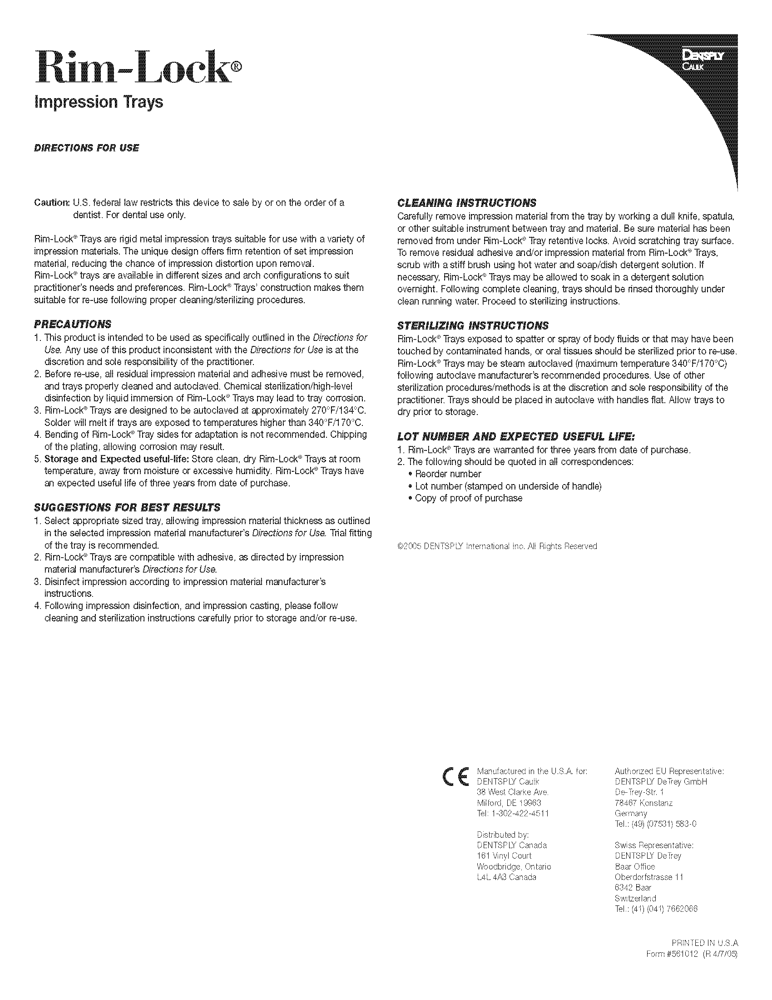 Rim-Lock®
Impression Trays
DENTSPLY
CAULK
DIRECTIONS FOR USE
Caution: U.S. federal law restricts this device to sale by or on the order of a
dentist. For dental use only.
Rim-Lock® Trays are rigid metal impression trays suitable for use with a variety of
impression materials. The unique design offers firm retention of set impression
material, reducing the chance of impression distortion upon removal.
Rim-Lock® trays are available in different sizes and arch configurations to suit
practitioner's needs and preferences. Rim-Lock® Trays' construction makes them
suitable for re-use following proper cleaning/sterilizing procedures.
PRECAUTIONS
1. This product is intended to be used as specifically outlined in the Directions for
Use. Any use of this product inconsistent with the Directions for Use is at the
discretion and sole responsibility of the practitioner.
2. Before re-use, all residual impression material and adhesive must be removed,
and trays properly cleaned and autoclaved. Chemical sterilization/high-level
disinfection by liquid immersion of Rim-Lock® Trays may lead to tray corrosion.
3. Rim-Lock® Trays are designed to be autoclaved at approximately 270°F/134°C.
Solder will melt if trays are exposed to temperatures higher than 340°F/170°C.
4. Bending of Rim-Lock® Tray sides for adaptation is not recommended. Chipping
of the plating, allowing corrosion may result.
5. Storage and Expected useful-life: Store clean, dry Rim-Lock® Trays at room
temperature, away from moisture or excessive humidity. Rim-Lock® Trays have
an expected useful life of three years from date of purchase.
SUGGESTIONS FOR BEST RESULTS
1. Select appropriate sized tray, allowing impression material thickness as outlined
in the selected impression material manufacturer's Directions for Use. Trial fitting
of the tray is recommended.
2. Rim-Lock® Trays are compatible with adhesive, as directed by impression
material manufacturer's Directions for Use.
3. Disinfect impression according to impression material manufacturer's
instructions.
4. Following impression disinfection, and impression casting, please follow
cleaning and sterilization instructions carefully prior to storage and/or re-use.
CLEANING INSTRUCTIONS
Carefully remove impression material from the tray by working a dull knife, spatula,
or other suitable instrument between tray and material. Be sure material has been
removed from under Rim-Lock® Tray retentive locks. Avoid scratching tray surface.
To remove residual adhesive and/or impression material from Rim-Lock® Trays,
scrub with a stiff brush using hot water and soap/dish detergent solution. If
necessary, Rim-Lock® Trays may be allowed to soak in a detergent solution
overnight. Following complete cleaning, trays should be rinsed thoroughly under
clean running water. Proceed to sterilizing instructions.
STERILIZING INSTRUCTIONS
Rim-Lock® Trays exposed to spatter or spray of body fluids or that may have been
touched by contaminated hands, or oral tissues should be sterilized prior to re-use.
Rim-Lock® Trays may be steam autoclaved (maximum temperature 340°F/170°C)
following autoclave manufacturer's recommended procedures. Use of other
sterilization procedures/methods is at the discretion and sole responsibility of the
practitioner. Trays should be placed in autoclave with handles flat. Allow trays to
dry prior to storage.
LOT NUMBER AND EXPECTED USEFUL LIFE:
1. Rim-Lock® Trays are warranted for three years from date of purchase.
2. The following should be quoted in all correspondences:
• Reorder number
• Lot number (stamped on underside of handle)
• Copy of proof of purchase
©2005 DENTSPLY International Inc. All Rights Reserved
CE
Manufactured in the U.S.A. for:
DENTSPLY Caulk
38 West Clarke Ave.
Milford, DE 19963
Tel: 1-302-422-4511
Distributed by:
DENTSPLY Canada
161 Vinyl Court
Woodbridge, Ontario
L4L 4A3 Canada
Authorized EU Representative:
DENTSPLY DeTrey GmbH
De-Trey-Str. 1
78467 Konstanz
Germany
Tel.: (49) (07531) 583-0
Swiss Representative:
DENTSPLY DeTrey
Baar Office
Oberdorfstrasse 11
6342 Baar
Switzerland
Tel.: (41) (041) 7662066
PRINTED IN U.S.A
Form #561012 (R 4/7/05)